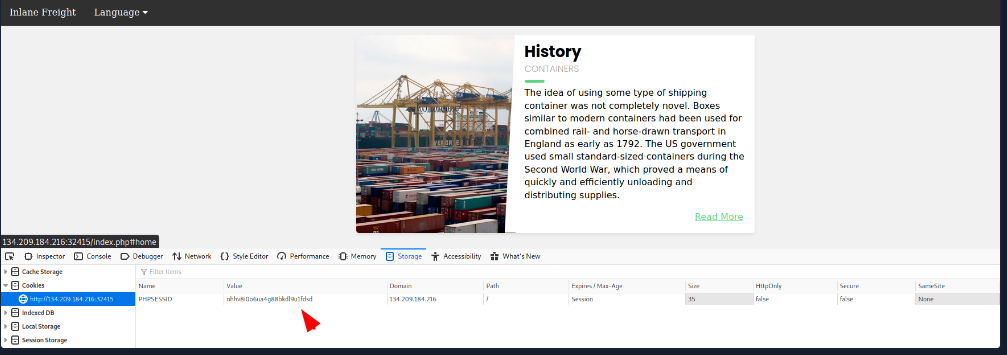 Inlane Freight Language
History
CONTAINERS
The idea of using some type of shipping
container was not completely novel. Boxes
similar to modern containers had been used for
combined rail- and horse-drawn transport in
England as early as 1792. The US government
used small standard-sized containers during the
Second World War, which proved a means of
quickly and efficiently unloading and
distributing supplies.
Read More
134.209.184.216:32415/index.php#home
Inspector Console Debugger Network Style Editor Performance Memory Storage Accessibility What's New
Cache Storage
Filter Items
Cookies
Name Value Domain Path Expires / Max-Age Size HttpOnly Secure SameSite
http://134.209.184.216:32415
PHPSESSID 134.209.184.216 / Session 35 false false None
Indexed DB
Local Storage
Session Storage